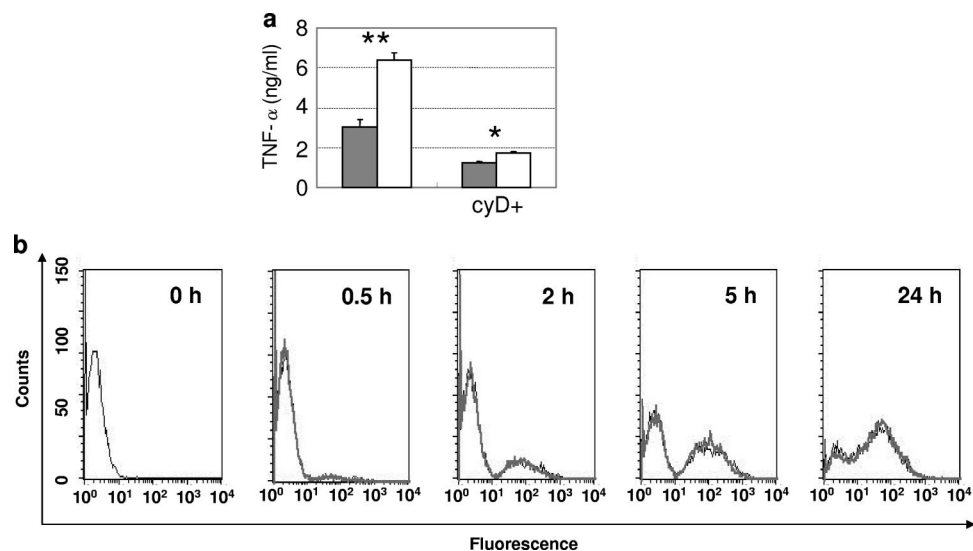 a
TNF-α (ng/ml)
8
6
4
2
0
**
*
cyD+
b
Counts
150
100
50
0
0 h
0.5 h
2 h
5 h
24 h
10⁰ 10¹ 10² 10³ 10⁴
10⁰ 10¹ 10² 10³ 10⁴
10⁰ 10¹ 10² 10³ 10⁴
10⁰ 10¹ 10² 10³ 10⁴
10⁰ 10¹ 10² 10³ 10⁴
Fluorescence